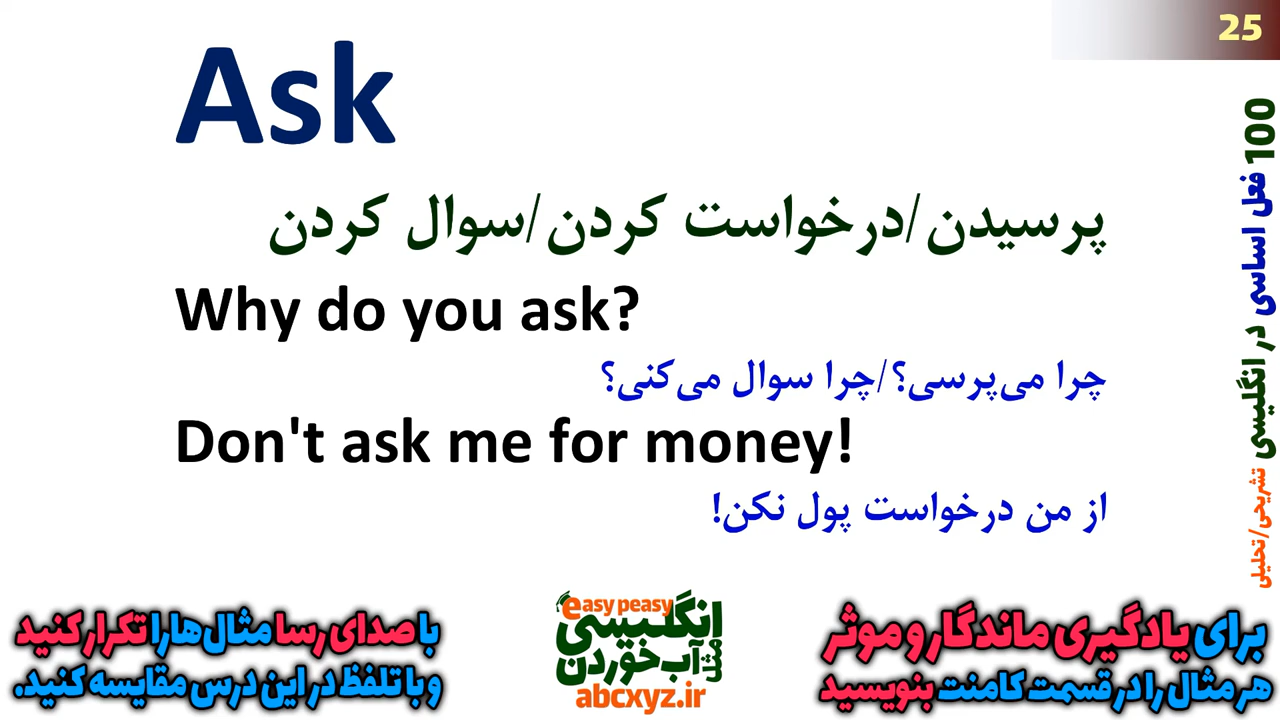 25
Ask
پرسیدن/درخواست کردن/سوال کردن
Why do you ask?
چرا می‌پرسی؟/چرا سوال می‌کنی؟
Don't ask me for money!
از من درخواست پول نکن!
100 فعل اساسی در انگلیسی تشریحی/تحلیلی
برای یادگیری ماندگار و موثر
هر مثال را در قسمت کامنت بنویسید
easy peasy
انگلیسی
مثل آب خوردن
abcxyz.ir
با صدای رسا مثال‌ها را تکرار کنید
و با تلفظ در این درس مقایسه کنید.